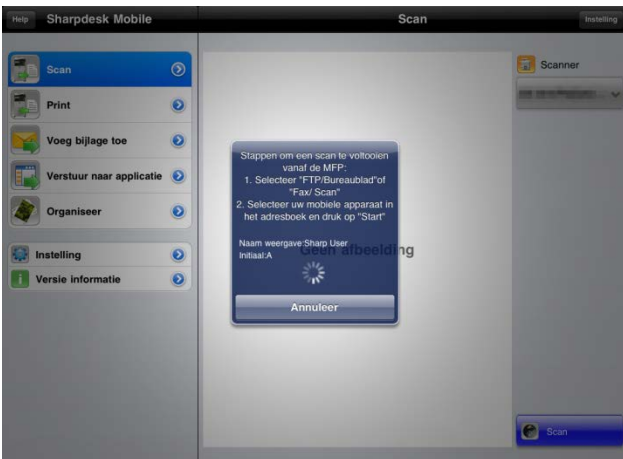 Help
Sharpdesk Mobile
Scan
Instelling
Scan
Print
Voeg bijlage toe
Verstuur naar applicatie
Organiseer
Instelling
Versie informatie
Stappen om een scan te voltooien
vanaf de MFP:
1. Selecteer "FTP/Bureaublad"of
"Fax/ Scan"
2. Selecteer uw mobiele apparaat in
het adresboek en druk op "Start"
Naam weergave:Sharp User
Initiaal:A
Geen afbeelding
Annuleer
Scanner
Scan